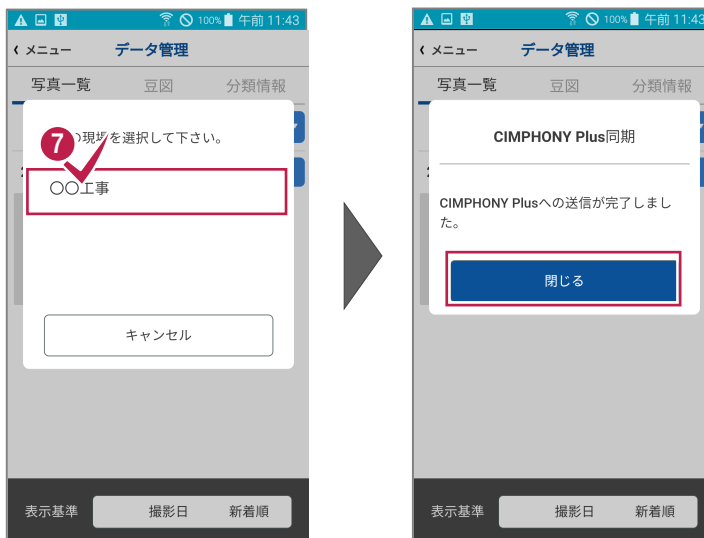 100% 午前 11:43
メニュー データ管理
写真一覧 豆図 分類情報
7
の現場を選択して下さい。
〇〇工事
キャンセル
表示基準 撮影日 新着順
100% 午前 11:43
メニュー データ管理
写真一覧 豆図 分類情報
CIMPHONY Plus同期
CIMPHONY Plusへの送信が完了しまし
た。
閉じる
表示基準 撮影日 新着順